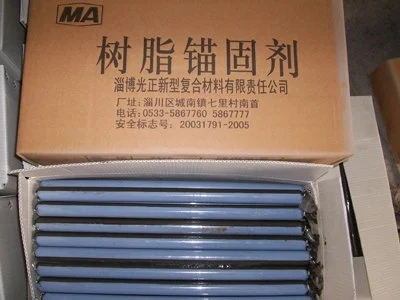 MA
树脂锚固剂
淄博光正新型复合材料有限责任公司
厂址: 淄川区城南镇七里村南首
电话: 0533-5867760 5867777
安全标志号: 20031791-2005